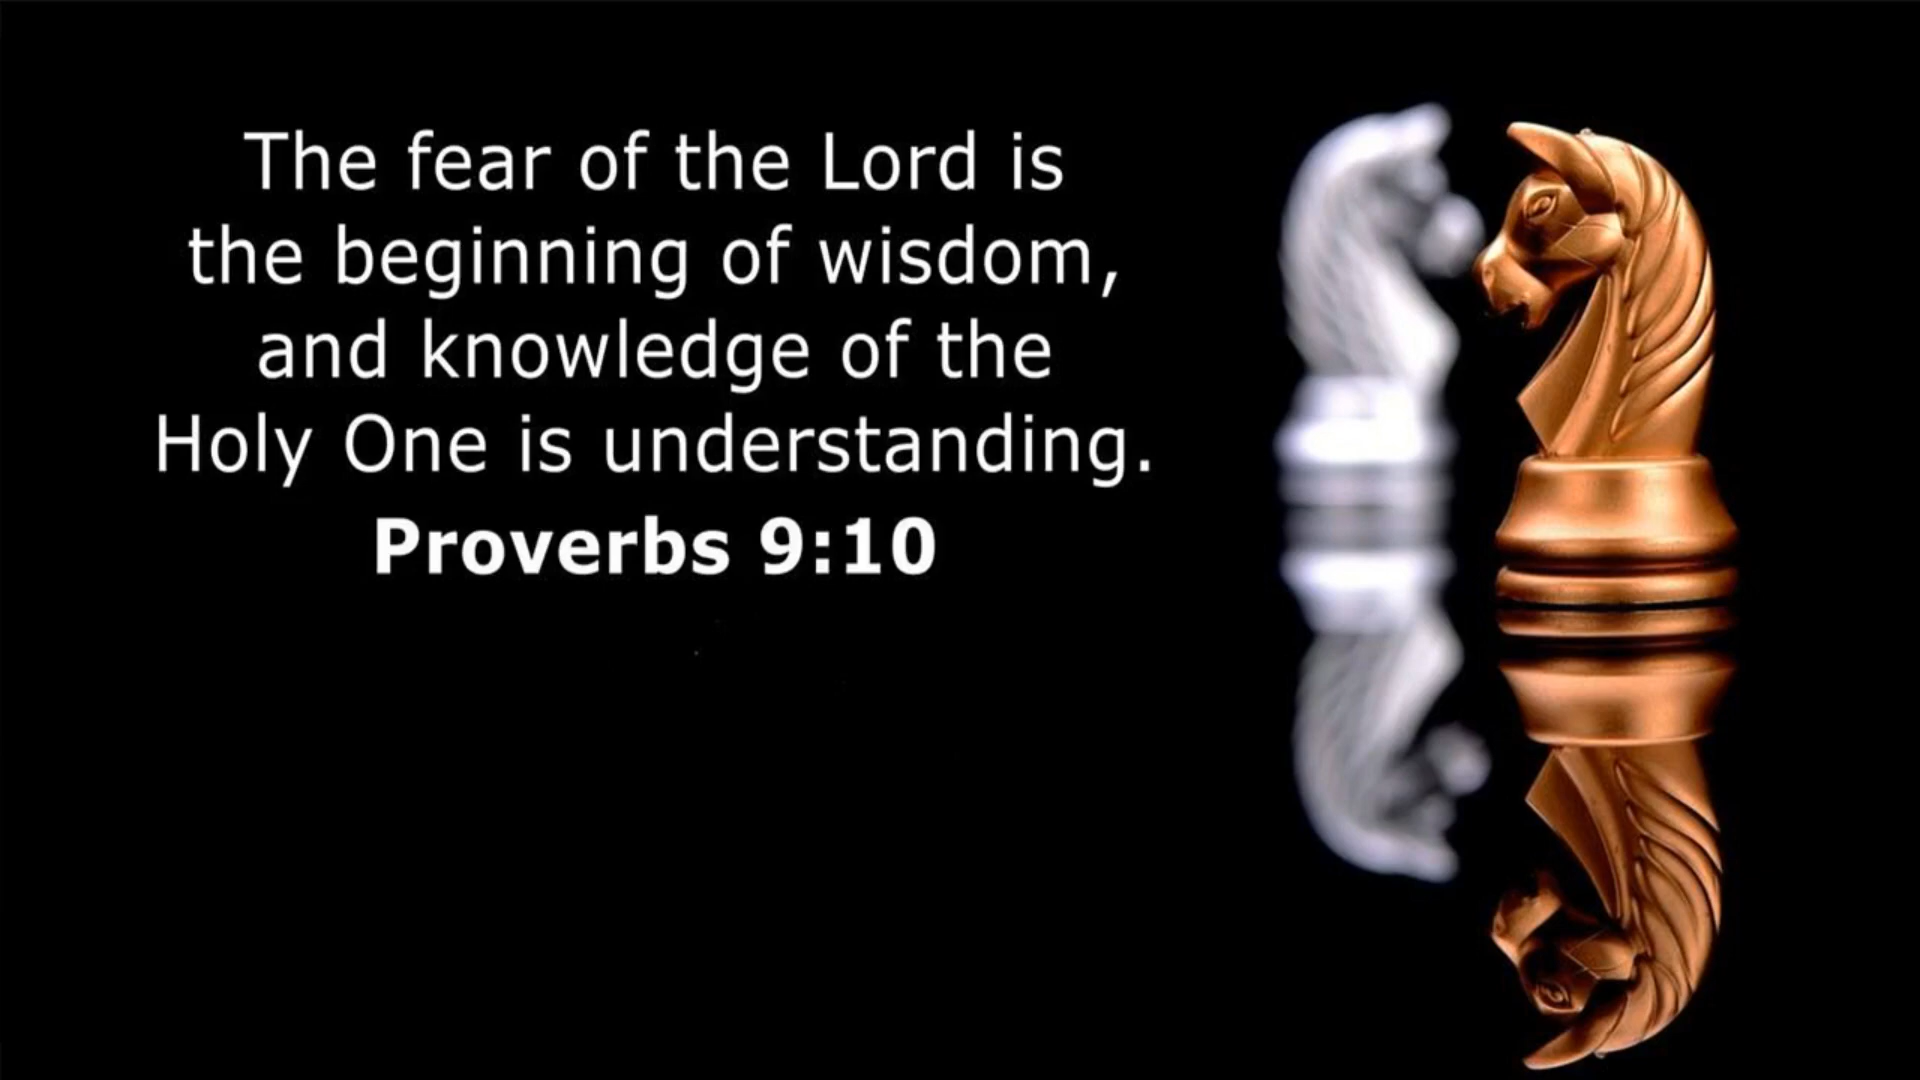 The fear of the Lord is
the beginning of wisdom,
and knowledge of the
Holy One is understanding.
Proverbs 9:10